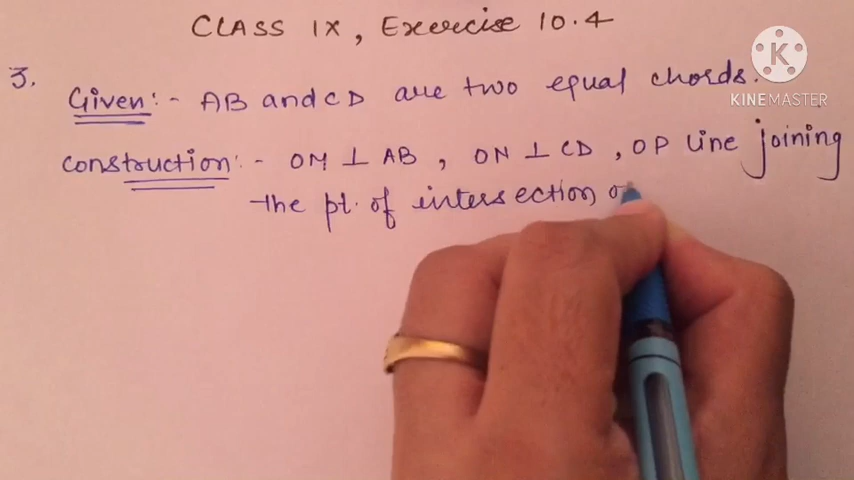 CLASS IX, Exercise 10.4
3.
Given:- AB and CD are two equal chords.
KINEMASTER
Construction:- OM ⊥ AB, ON ⊥ CD, OP line joining
the pt. of intersection o